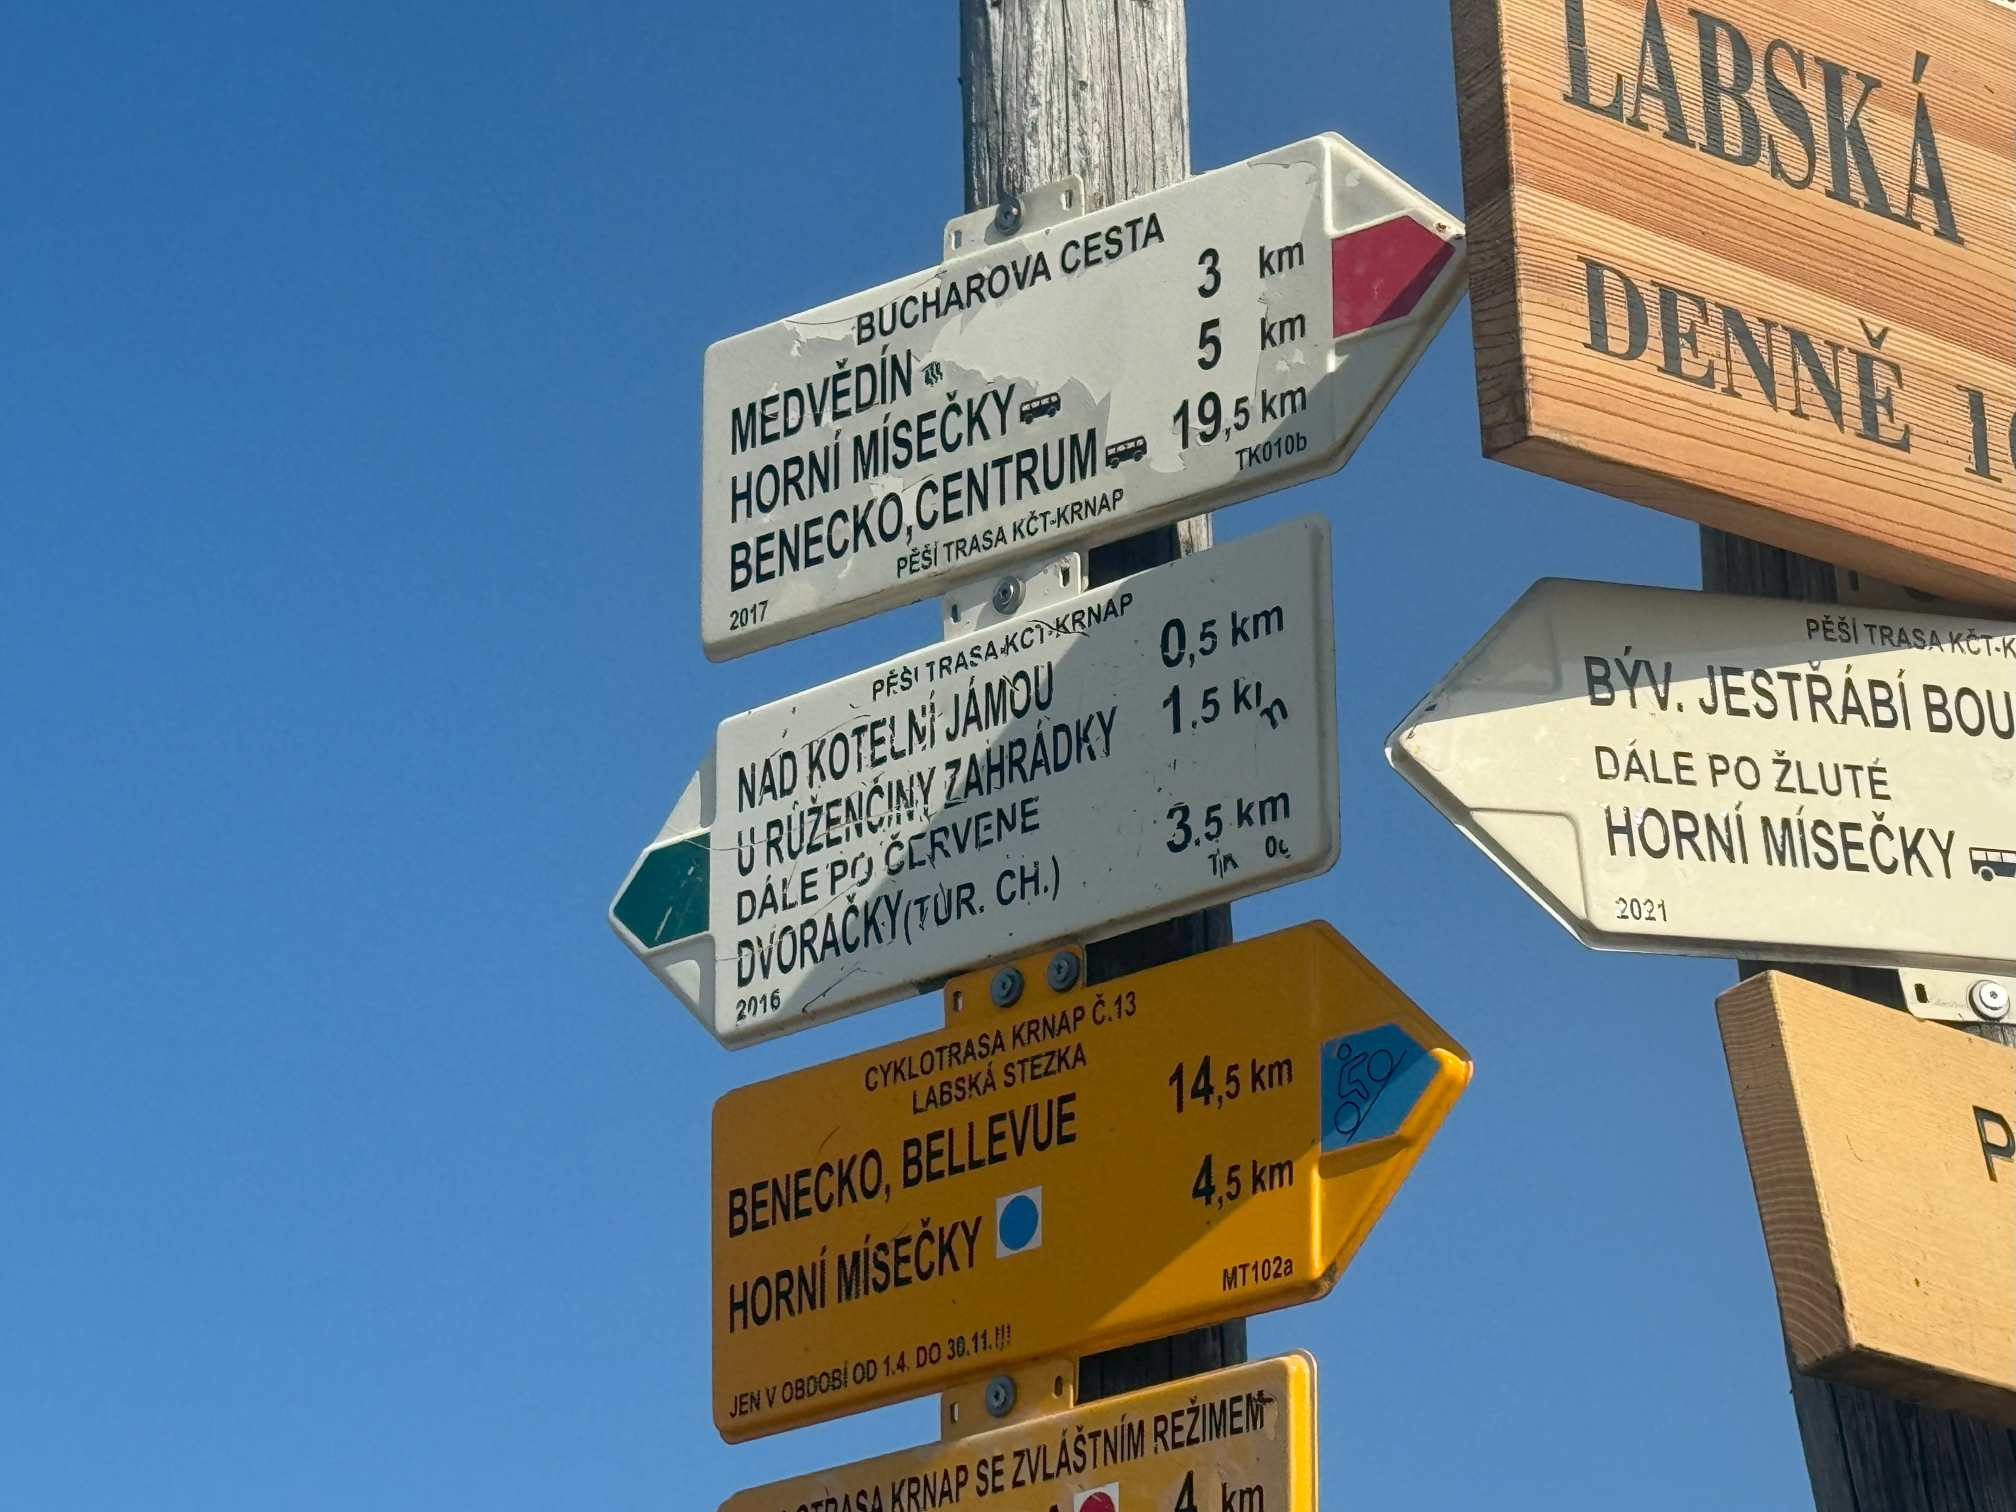 BUCHAROVA CESTA
MEDVĚDÍN 3 km
HORNÍ MÍSEČKY 5 km
BENECKO, CENTRUM 19,5 km
PĚŠÍ TRASA KČT-KRNAP TK010b
2017
PĚŠÍ TRASA KČT-KRNAP
NAD KOTELNÍ JÁMOU 0,5 km
U RŮŽENČINY ZAHRÁDKY 1,5 km
DÁLE PO ČERVENÉ
DVORAČKY (TUR. CH.) 3,5 km
2016
CYKLOTRASA KRNAP Č.13
LABSKÁ STEZKA
BENECKO, BELLEVUE 14,5 km
HORNÍ MÍSEČKY 4,5 km
MT102a
JEN V OBDOBÍ OD 1.4. DO 30.11.!!!
KRNAP SE ZVLÁŠTNÍM REŽIMEM
4 km
LABSKÁ
DENNĚ
PĚŠÍ TRASA KČT-K
BÝV. JESTŘÁBÍ BOU
DÁLE PO ŽLUTÉ
HORNÍ MÍSEČKY
2021
P